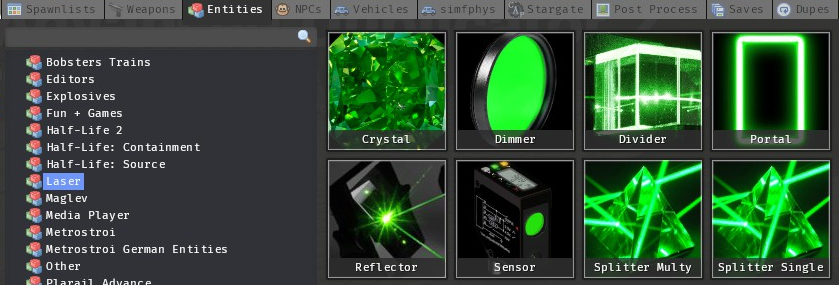 Spawnlists Weapons Entities NPCs Vehicles simfphys Stargate Post Process Saves Dupes
Bobsters Trains
Editors
Explosives
Fun + Games
Half-Life 2
Half-Life: Containment
Half-Life: Source
Laser
Maglev
Media Player
Metrostroi
Metrostroi German Entities
Other
Plarail Advance
Crystal Dimmer Divider Portal
Reflector Sensor Splitter Multy Splitter Single